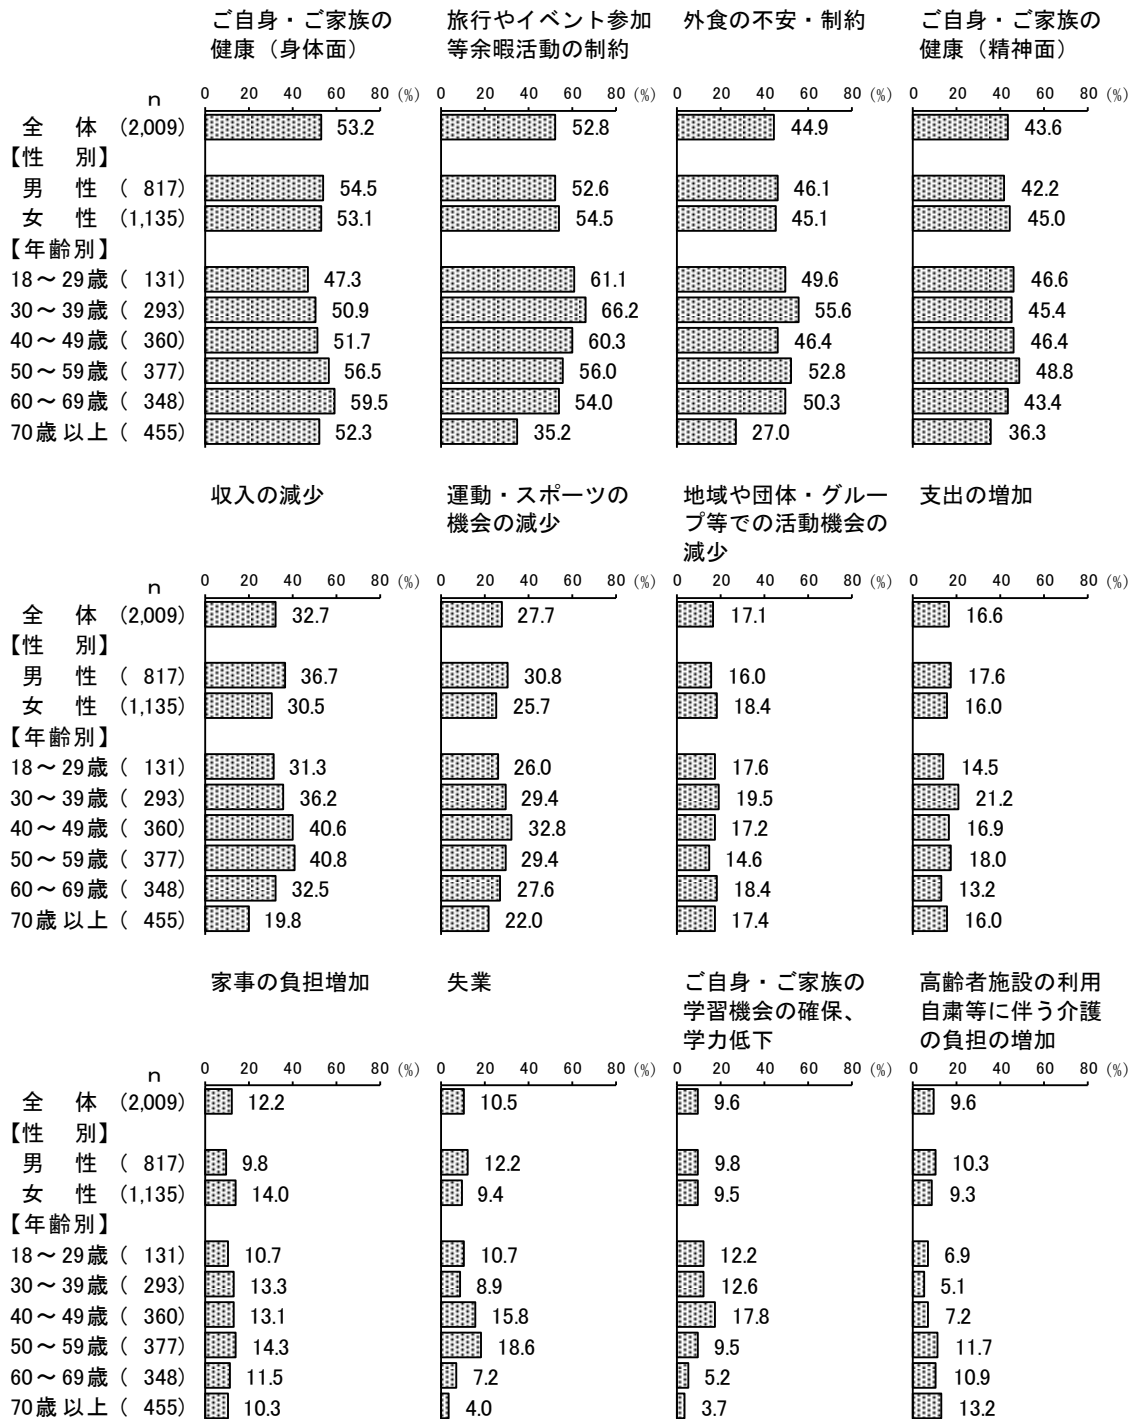 ご自身・ご家族の 旅行やイベント参加 外食の不安・制約 ご自身・ご家族の
健康（身体面） 等余暇活動の制約 健康（精神面）
n 0 20 40 60 80 (%) 0 20 40 60 80 (%) 0 20 40 60 80 (%) 0 20 40 60 80 (%)
全 体 (2,009) 53.2 52.8 44.9 43.6
【性 別】
男 性 ( 817) 54.5 52.6 46.1 42.2
女 性 (1,135) 53.1 54.5 45.1 45.0
【年齢別】
18～29歳 ( 131) 47.3 61.1 49.6 46.6
30～39歳 ( 293) 50.9 66.2 55.6 45.4
40～49歳 ( 360) 51.7 60.3 46.4 46.4
50～59歳 ( 377) 56.5 56.0 52.8 48.8
60～69歳 ( 348) 59.5 54.0 50.3 43.4
70歳以上 ( 455) 52.3 35.2 27.0 36.3
収入の減少 運動・スポーツの 地域や団体・グルー 支出の増加
機会の減少 プ等での活動機会の
減少
n 0 20 40 60 80 (%) 0 20 40 60 80 (%) 0 20 40 60 80 (%) 0 20 40 60 80 (%)
全 体 (2,009) 32.7 27.7 17.1 16.6
【性 別】
男 性 ( 817) 36.7 30.8 16.0 17.6
女 性 (1,135) 30.5 25.7 18.4 16.0
【年齢別】
18～29歳 ( 131) 31.3 26.0 17.6 14.5
30～39歳 ( 293) 36.2 29.4 19.5 21.2
40～49歳 ( 360) 40.6 32.8 17.2 16.9
50～59歳 ( 377) 40.8 29.4 14.6 18.0
60～69歳 ( 348) 32.5 27.6 18.4 13.2
70歳以上 ( 455) 19.8 22.0 17.4 16.0
家事の負担増加 失業 ご自身・ご家族の 高齢者施設の利用
学習機会の確保、 自粛等に伴う介護
学力低下 の負担の増加
n 0 20 40 60 80 (%) 0 20 40 60 80 (%) 0 20 40 60 80 (%) 0 20 40 60 80 (%)
全 体 (2,009) 12.2 10.5 9.6 9.6
【性 別】
男 性 ( 817) 9.8 12.2 9.8 10.3
女 性 (1,135) 14.0 9.4 9.5 9.3
【年齢別】
18～29歳 ( 131) 10.7 10.7 12.2 6.9
30～39歳 ( 293) 13.3 8.9 12.6 5.1
40～49歳 ( 360) 13.1 15.8 17.8 7.2
50～59歳 ( 377) 14.3 18.6 9.5 11.7
60～69歳 ( 348) 11.5 7.2 5.2 10.9
70歳以上 ( 455) 10.3 4.0 3.7 13.2